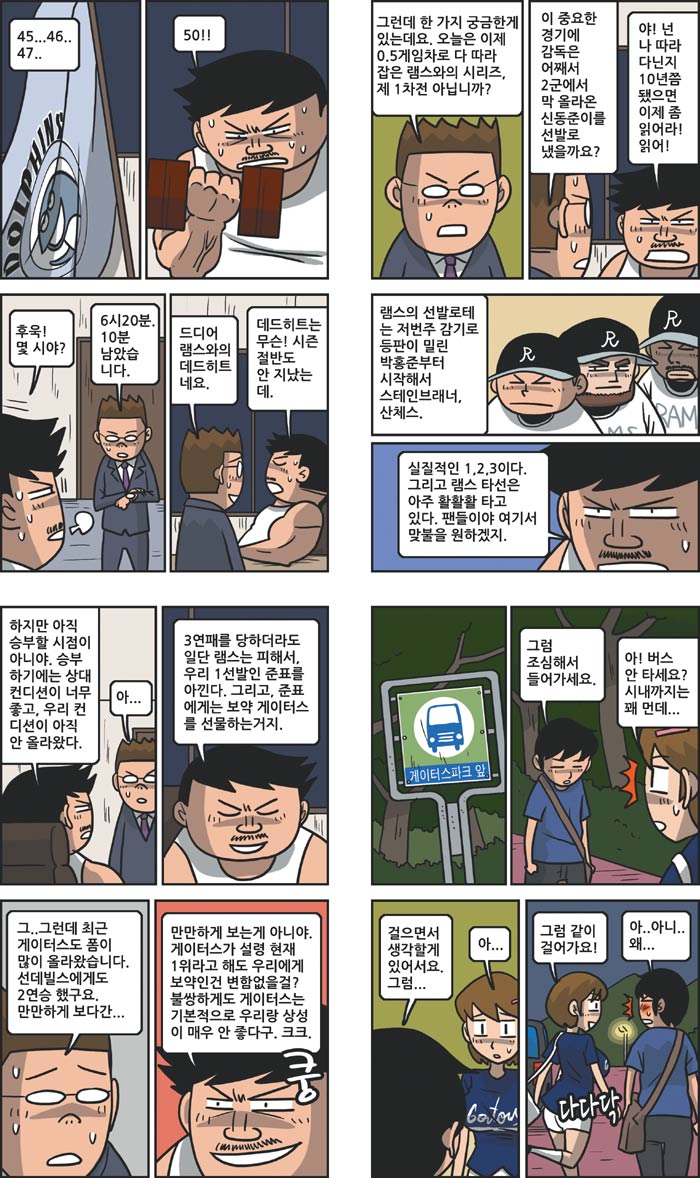 45...46..
47..
DOLPHINS
50!!
후욱!
몇 시야?
6시20분.
10분
남았습
니다.
드디어
램스와의
데드히트
네요.
데드히트는
무슨! 시즌
절반도
안 지났는
데.
그런데 한 가지 궁금한게
있는데요. 오늘은 이제
0.5게임차로 다 따라
잡은 램스와의 시리즈,
제 1차전 아닙니까?
이 중요한
경기에
감독은
어째서
2군에서
막 올라온
신동준이를
선발로
냈을까요?
야! 넌
나 따라
다닌지
10년쯤
됐으면
이제 좀
읽어라!
읽어!
램스의 선발로테
는 저번주 감기로
등판이 밀린
박홍준부터
시작해서
스테인브래너,
산체스.
R
R
R
MS
RAM
실질적인 1,2,3이다.
그리고 램스 타선은
아주 활활활 타고
있다. 팬들이야 여기서
맞불을 원하겠지.
하지만 아직
승부할 시점이
아니야. 승부
하기에는 상대
컨디션이 너무
좋고, 우리 컨
디션이 아직
안 올라왔다.
아...
3연패를 당하더라도
일단 램스는 피해서,
우리 1선발인 준표를
아낀다. 그리고, 준표
에게는 보약 게이터스
를 선물하는거지.
그..그런데 최근
게이터스도 폼이
많이 올라왔습니다.
선데빌스에게도
2연승 했구요.
만만하게 보다간...
만만하게 보는게 아니야.
게이터스가 설령 현재
1위라고 해도 우리에게
보약인건 변함없을걸?
불쌍하게도 게이터스는
기본적으로 우리랑 상성
이 매우 안 좋다구. 크크.
쿵
게이터스파크 앞
그럼
조심해서
들어가세요.
아! 버스
안 타세요?
시내까지는
꽤 먼데...
걸으면서
생각할게
있어서요.
그럼...
아...
Gators
그럼 같이
걸어가요!
아..아니..
왜...
다다닥